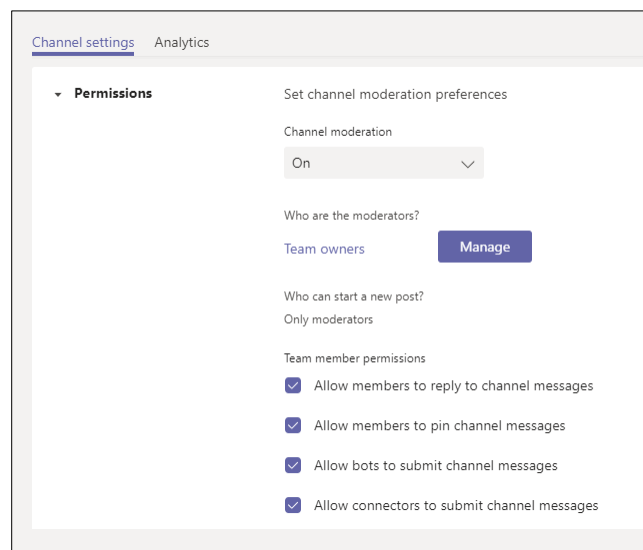 Channel settings Analytics
Permissions
Set channel moderation preferences
Channel moderation
On
Who are the moderators?
Team owners
Manage
Who can start a new post?
Only moderators
Team member permissions
Allow members to reply to channel messages
Allow members to pin channel messages
Allow bots to submit channel messages
Allow connectors to submit channel messages